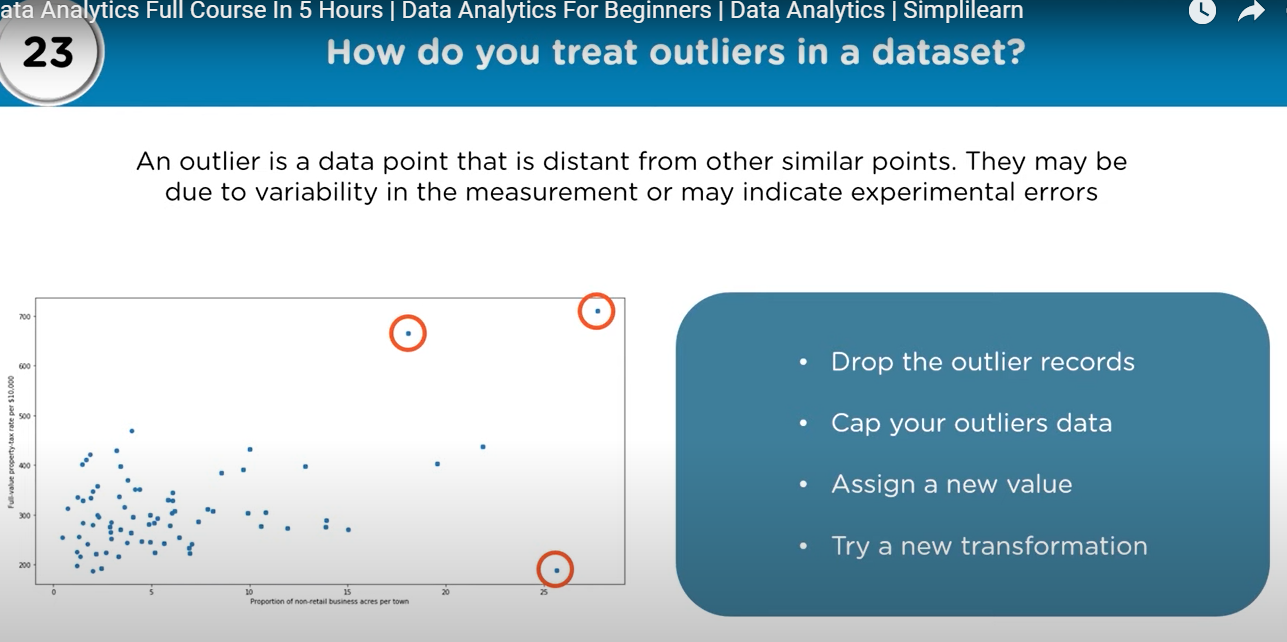 ata Analytics Full Course In 5 Hours | Data Analytics For Beginners | Data Analytics | Simplilearn
23
How do you treat outliers in a dataset?
An outlier is a data point that is distant from other similar points. They may be
due to variability in the measurement or may indicate experimental errors
Full-value property-tax rate per $10,000
700
600
500
400
300
200
0
5
10
15
20
25
Proportion of non-retail business acres per town
• Drop the outlier records
• Cap your outliers data
• Assign a new value
• Try a new transformation